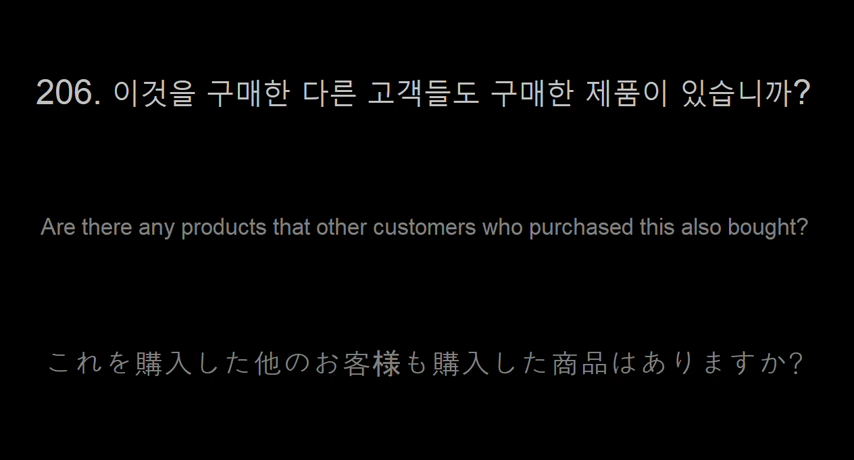 206. 이것을 구매한 다른 고객들도 구매한 제품이 있습니까?
Are there any products that other customers who purchased this also bought?
これを購入した他のお客様も購入した商品はありますか?